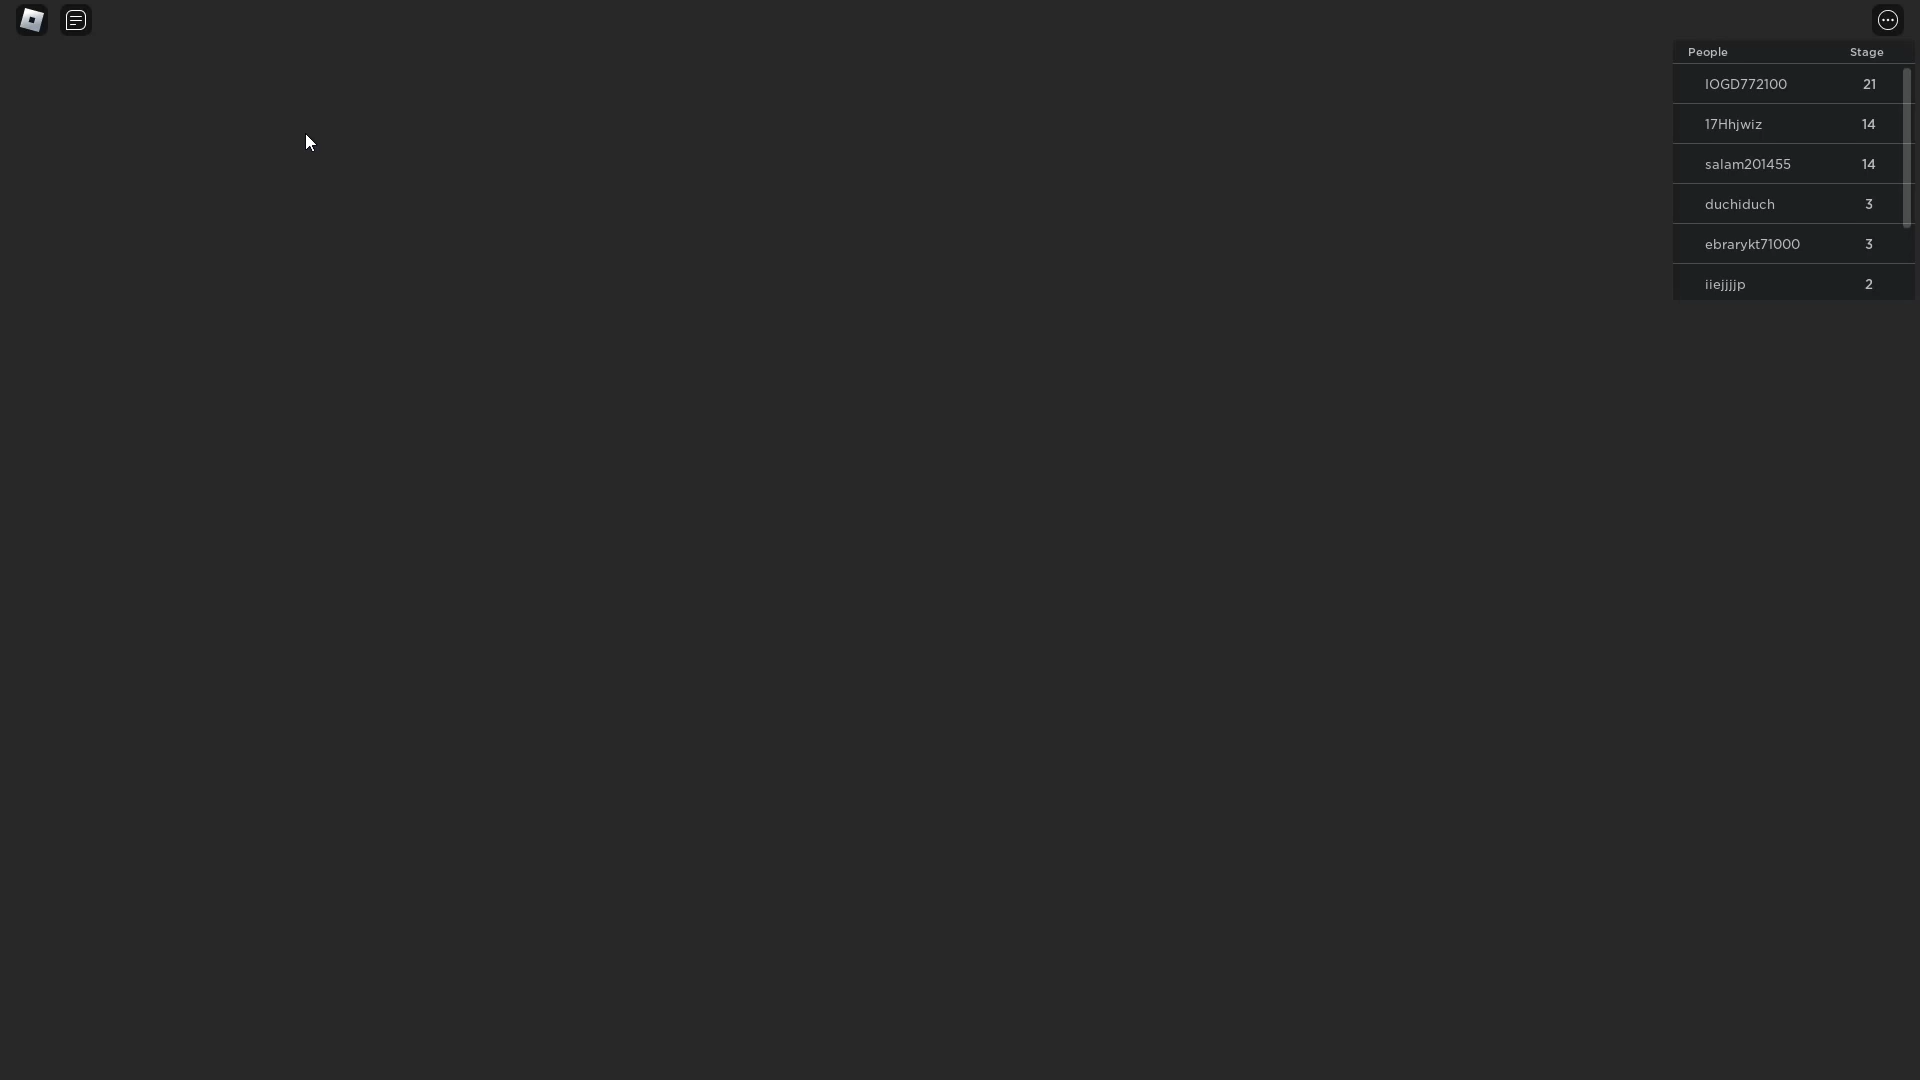 People Stage
IOGD772100 21
17Hhjwiz 14
salam201455 14
duchiduch 3
ebrarykt71000 3
iiejjjjp 2